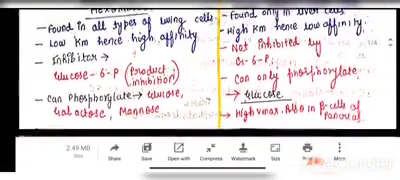 - Found in all types of living cells.
- Low Km hence high affinity
- Inhibitor →
Glucose-6-P (Product inhibition)
- Can Phosphorylate → Glucose,
Galactose, Mannose
- Found only in liver cells.
- High Km hence low affinity.
- Not inhibited by
G-6-P.
- Can only phosphorylate
→ Glucose
→ High Vmax. Also in β-cells of
Pancreas
1/4
2.49 MB
Share
Save
Open with
Compress
Watermark
Size